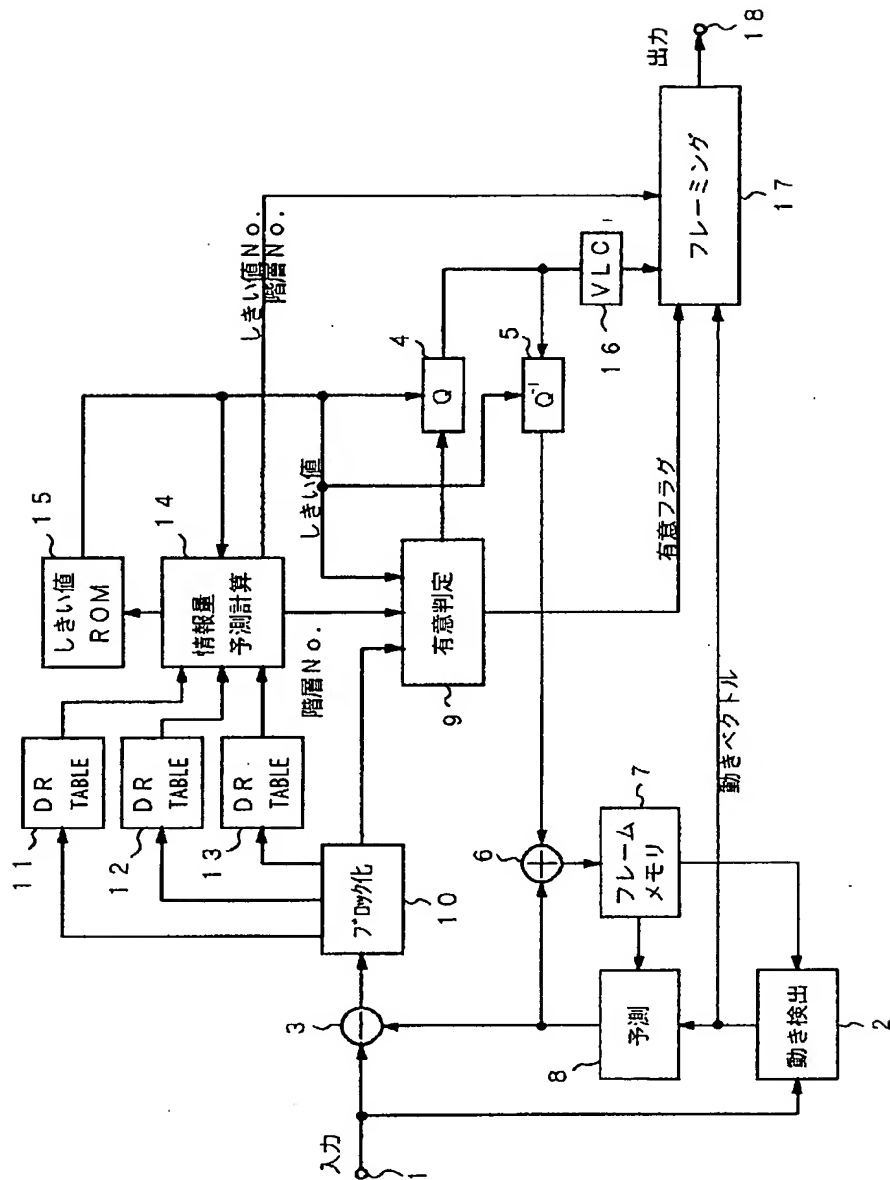 入力
1
動き検出
2
3
予測
8
フレーム
メモリ
7
6
ブロック化
10
DR
TABLE
11
DR
TABLE
12
DR
TABLE
13
しきい値
ROM
15
情報量
予測計算
14
階層No.
有意判定
9
しきい値
しきい値No.
階層No.
Q
4
Q⁻¹
5
VLC
16
有意フラグ
動きベクトル
フレーミング
17
出力
18